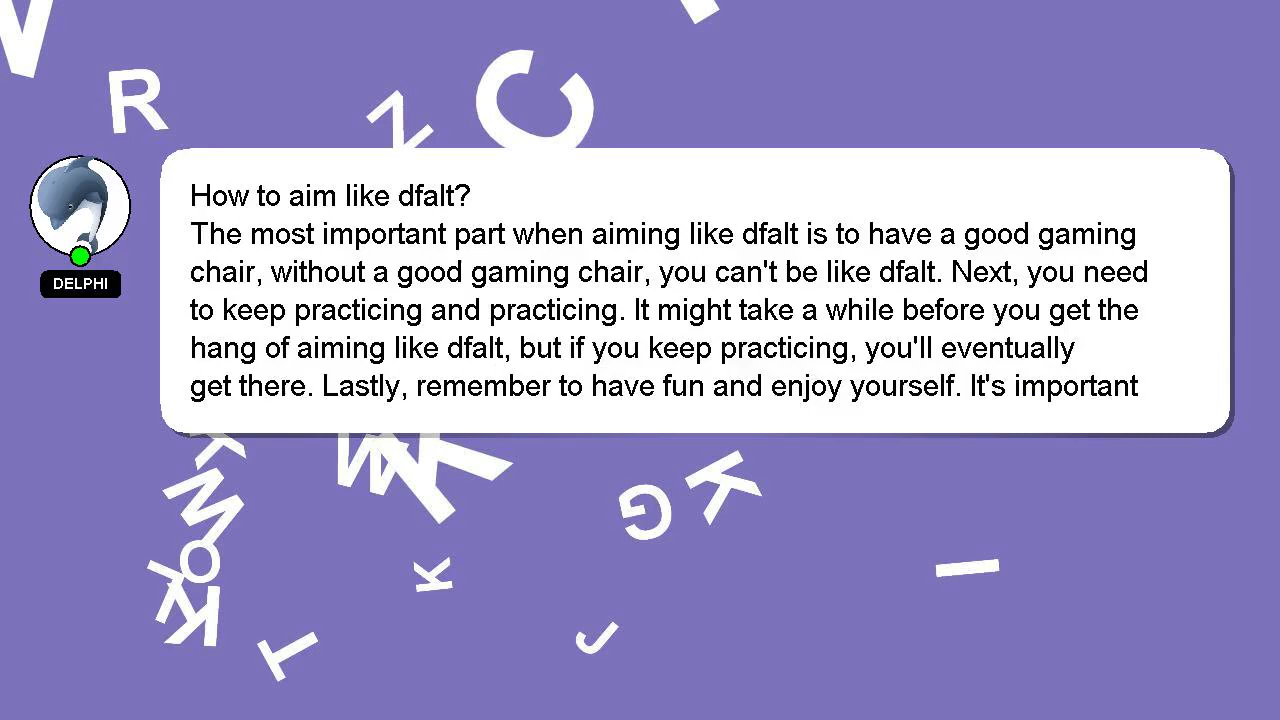 How to aim like dfalt?
The most important part when aiming like dfalt is to have a good gaming
chair, without a good gaming chair, you can't be like dfalt. Next, you need
to keep practicing and practicing. It might take a while before you get the
hang of aiming like dfalt, but if you keep practicing, you'll eventually
get there. Lastly, remember to have fun and enjoy yourself. It's important
DELPHI
R
Z
C
K
G
K
W
O
K
K
I
T
J